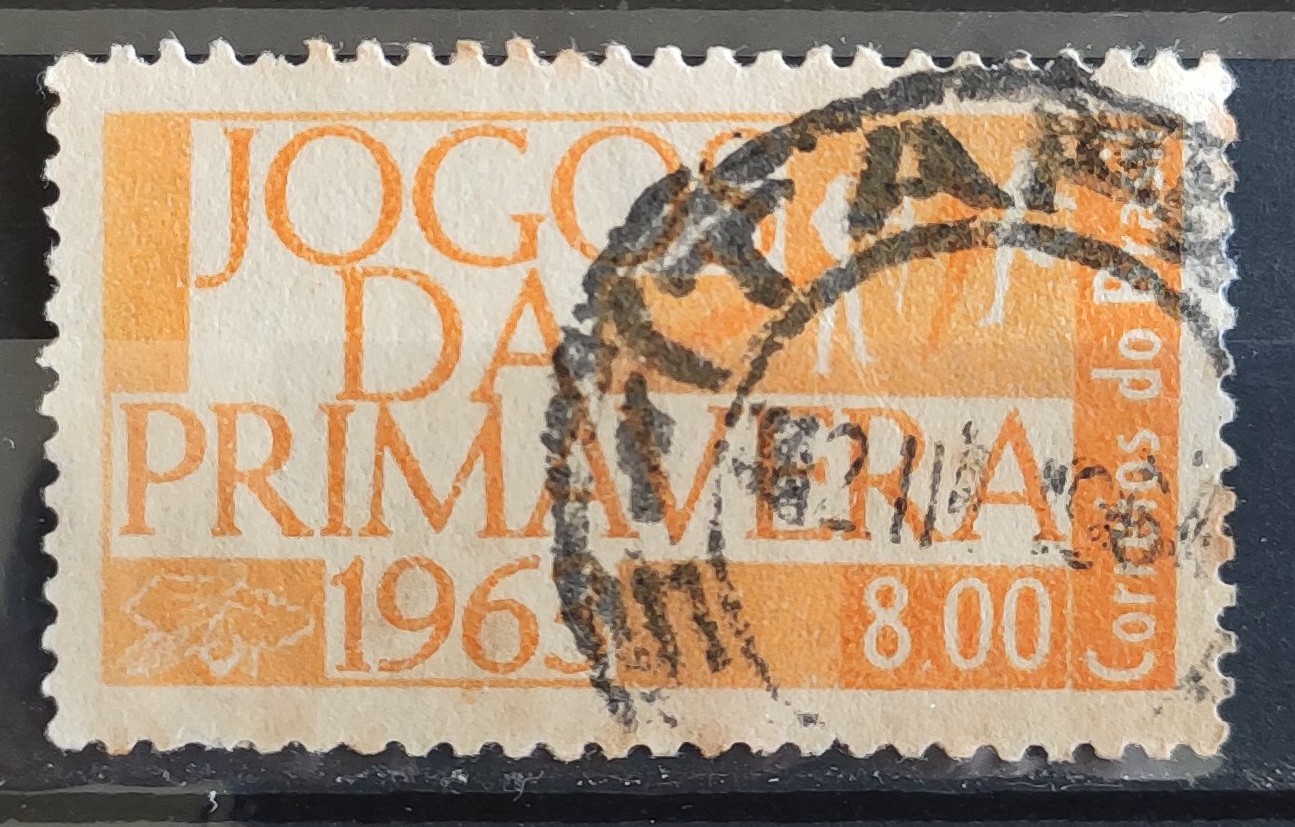 JOGOS
DA
PRIMAVERA
1963
8.00
Correios do Brasil